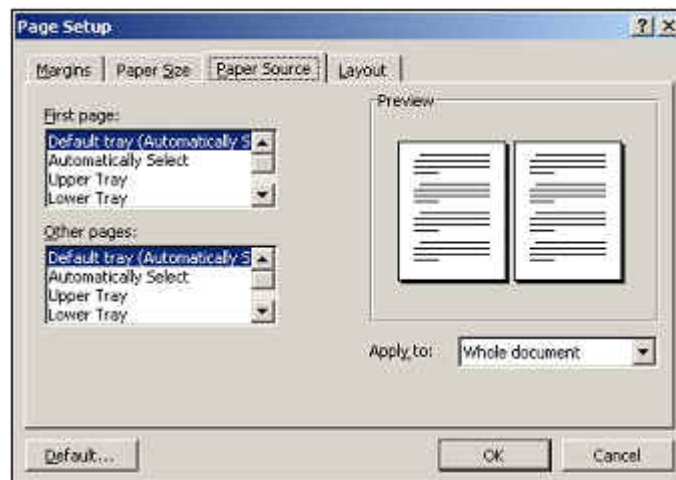 Page Setup
Margins Paper Size Paper Source Layout
First page:
Default tray (Automatically S
Automatically Select
Upper Tray
Lower Tray
Other pages:
Default tray (Automatically S
Automatically Select
Upper Tray
Lower Tray
Preview
Apply to: Whole document
Default... OK Cancel